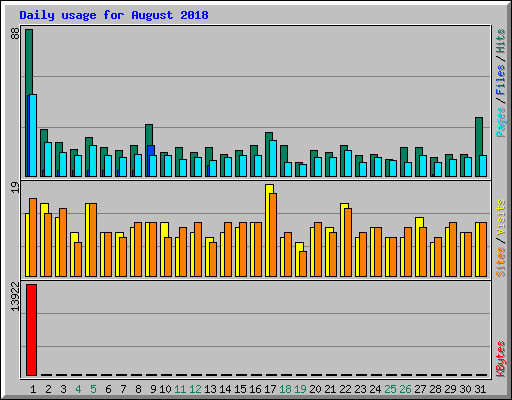 Daily usage for August 2018
88
Pages / Files / Hits
19
Sites / Visits
13922
KBytes
1 2 3 4 5 6 7 8 9 10 11 12 13 14 15 16 17 18 19 20 21 22 23 24 25 26 27 28 29 30 31